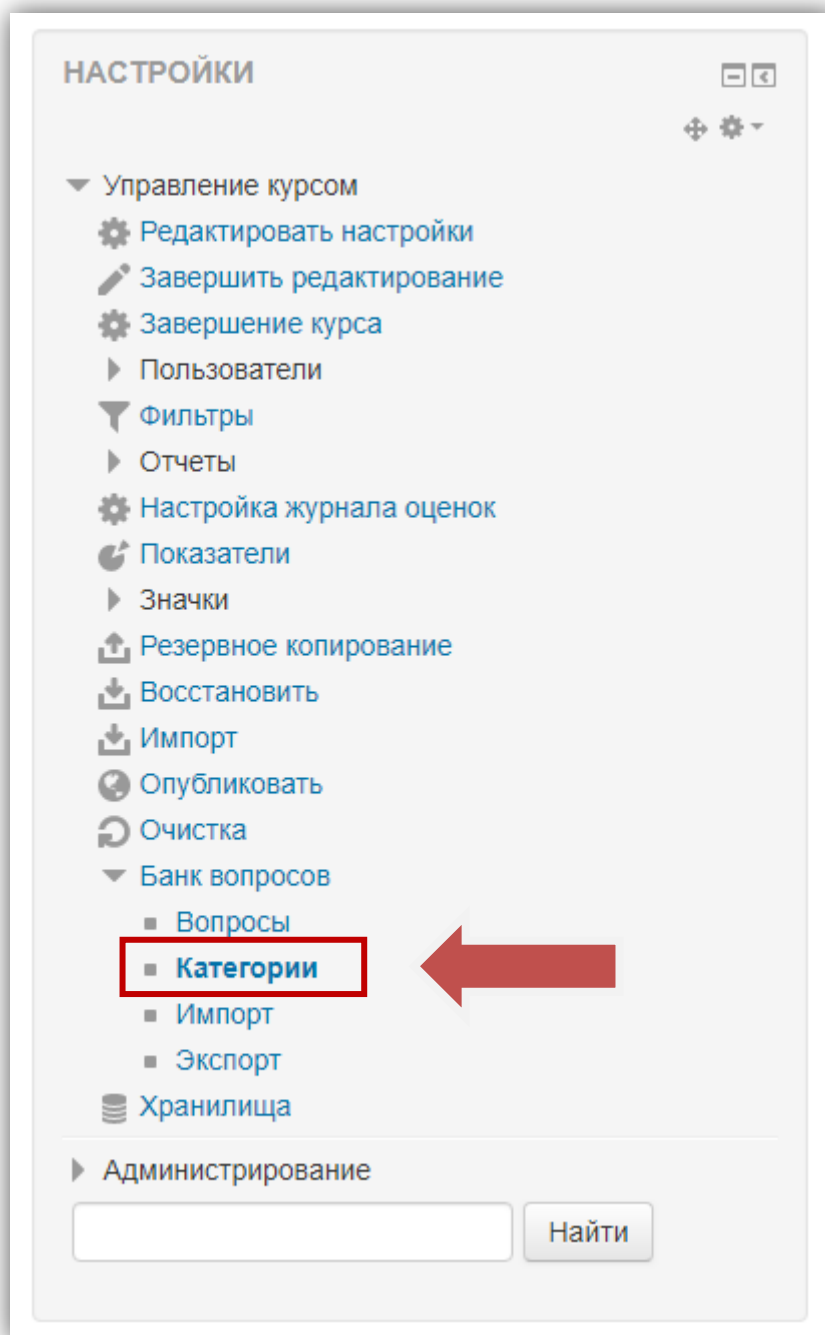 НАСТРОЙКИ
Управление курсом
Редактировать настройки
Завершить редактирование
Завершение курса
Пользователи
Фильтры
Отчеты
Настройка журнала оценок
Показатели
Значки
Резервное копирование
Восстановить
Импорт
Опубликовать
Очистка
Банк вопросов
Вопросы
Категории
Импорт
Экспорт
Хранилища
Администрирование
Найти